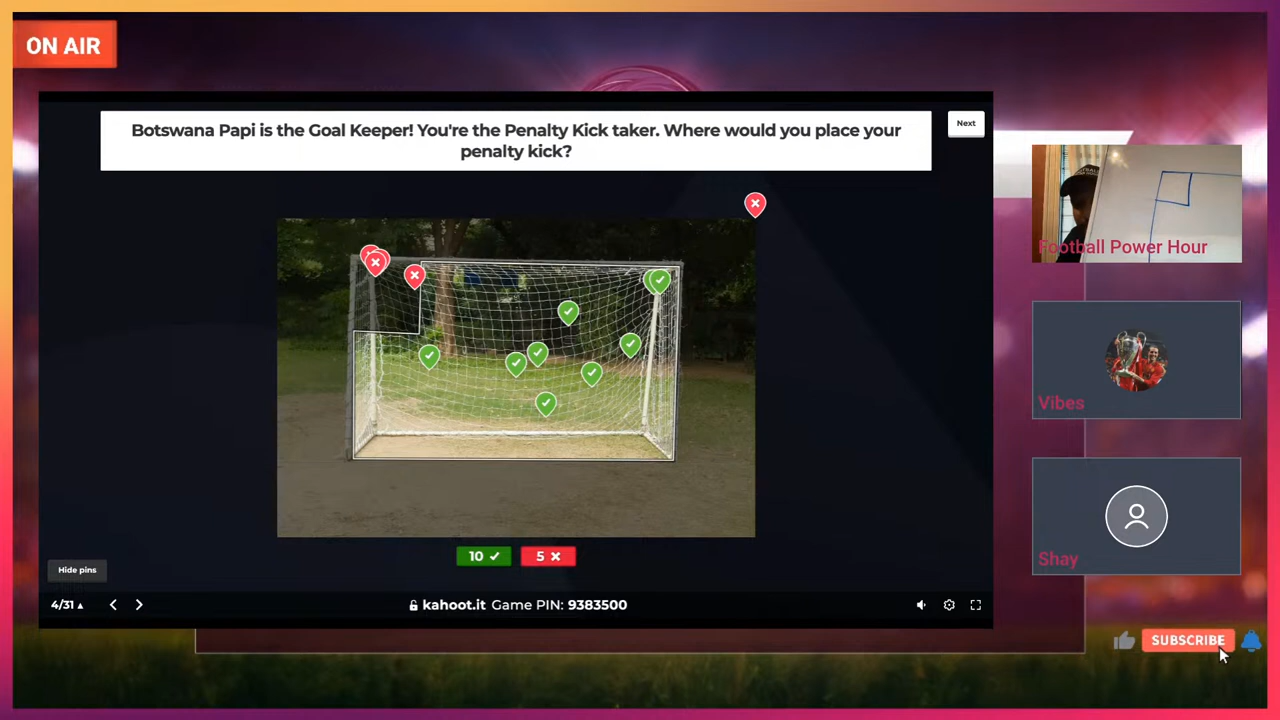 ON AIR
Botswana Papi is the Goal Keeper! You're the Penalty Kick taker. Where would you place your
penalty kick?
Next
Football Power Hour
Vibes
Shay
10
5
Hide pins
4/31
kahoot.it Game PIN: 9383500
SUBSCRIBE